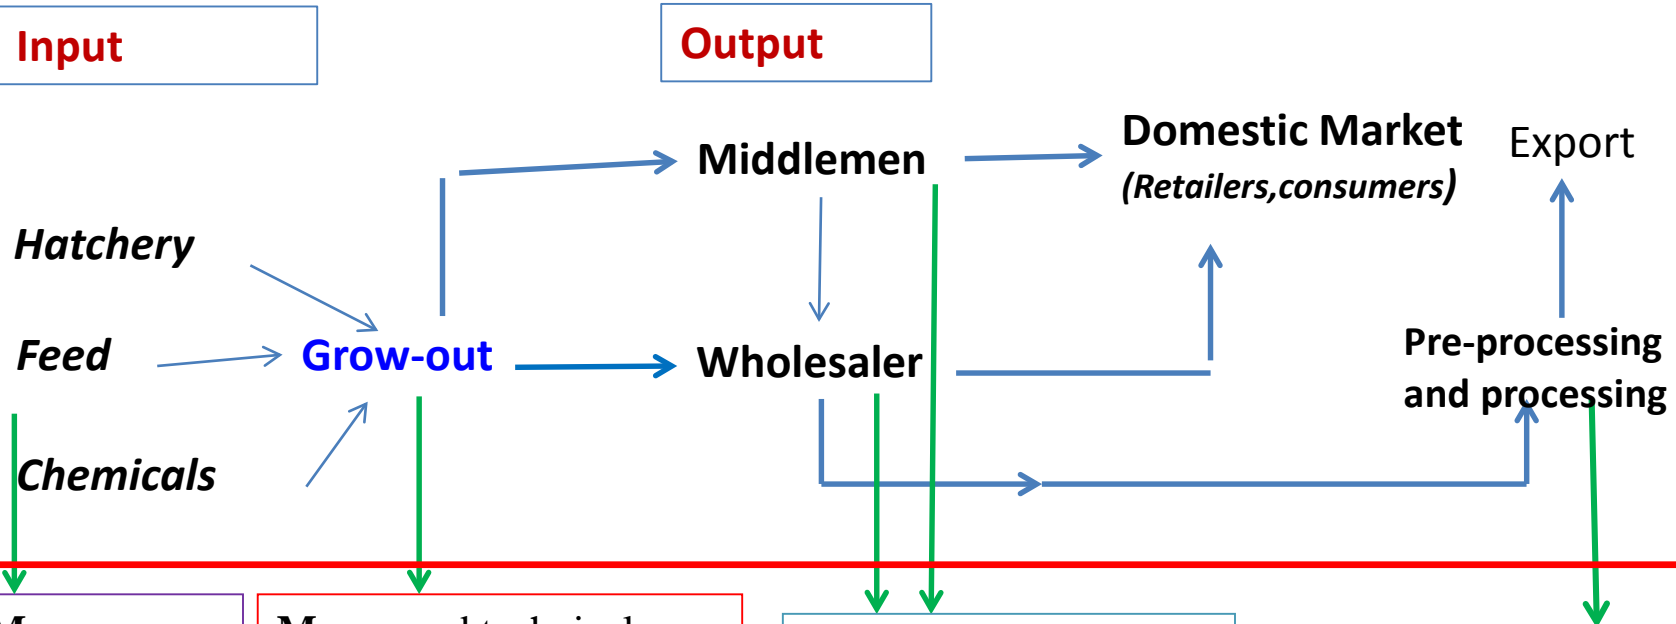 Input
Output
Domestic Market
(Retailers,consumers)
Export
Middlemen
Hatchery
Feed
Grow-out
Wholesaler
Pre-processing
and processing
Chemicals